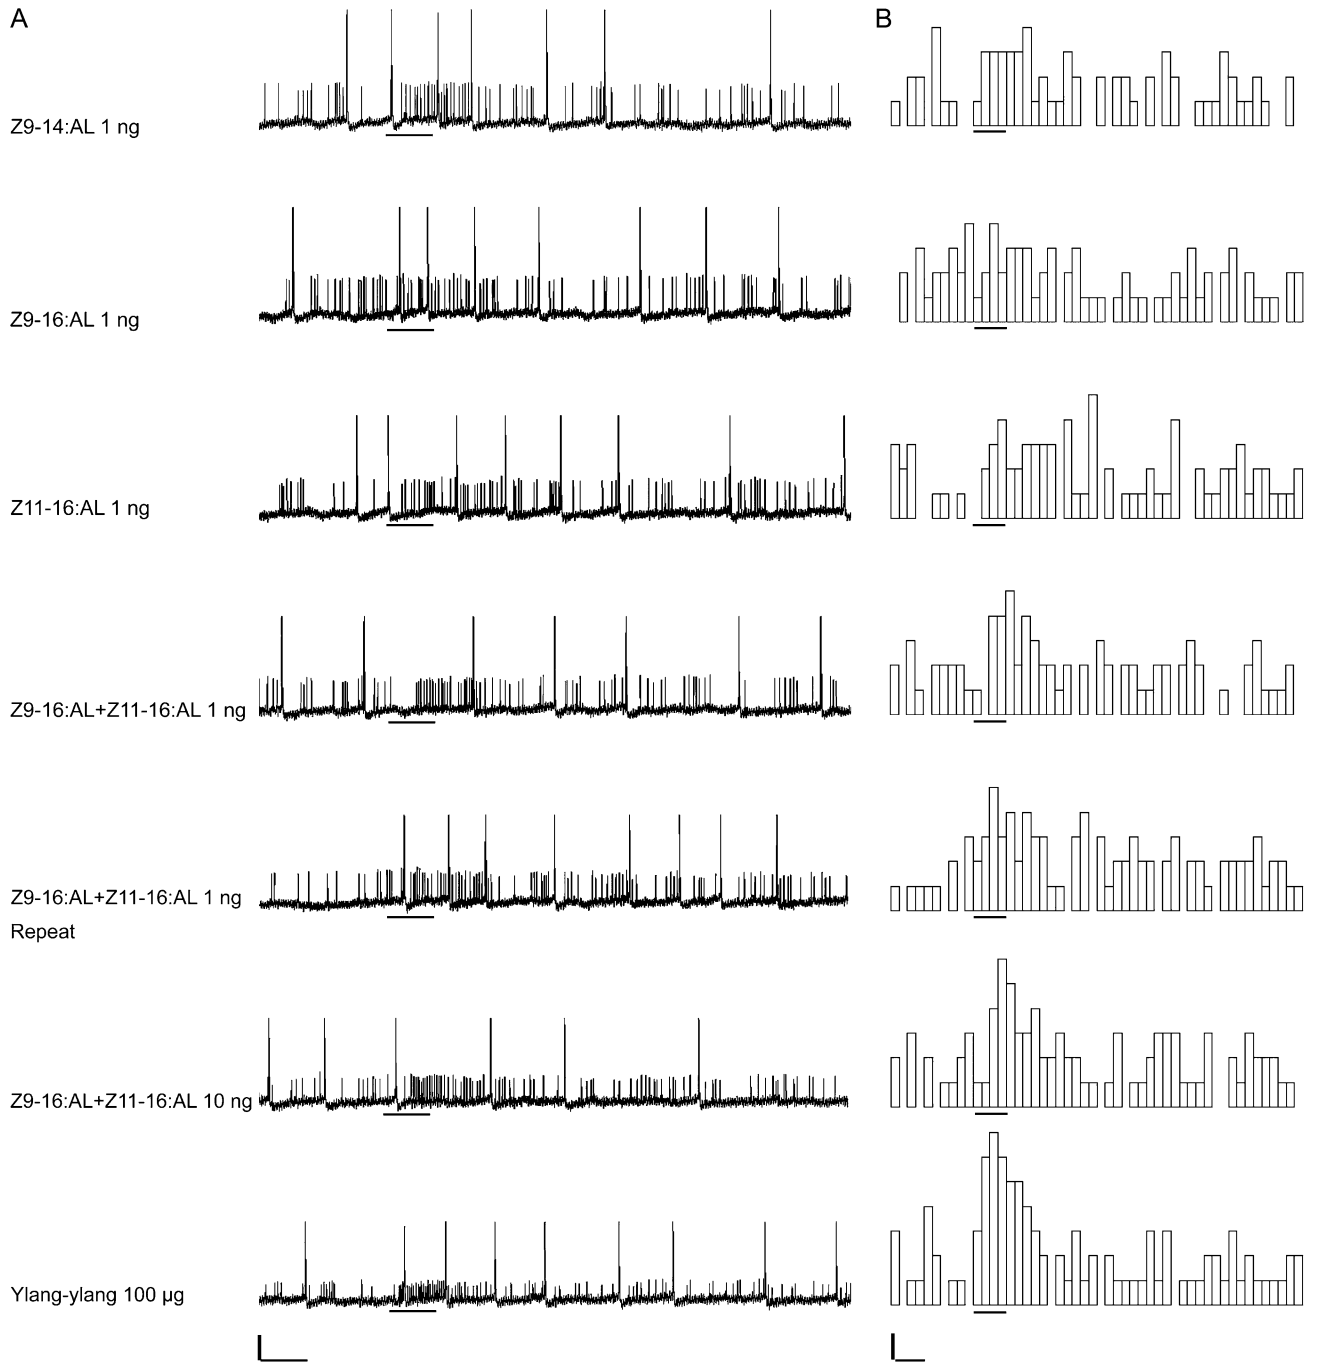 A
B
Z9-14:AL 1 ng
Z9-16:AL 1 ng
Z11-16:AL 1 ng
Z9-16:AL+Z11-16:AL 1 ng
Z9-16:AL+Z11-16:AL 1 ng
Repeat
Z9-16:AL+Z11-16:AL 10 ng
Ylang-ylang 100 µg